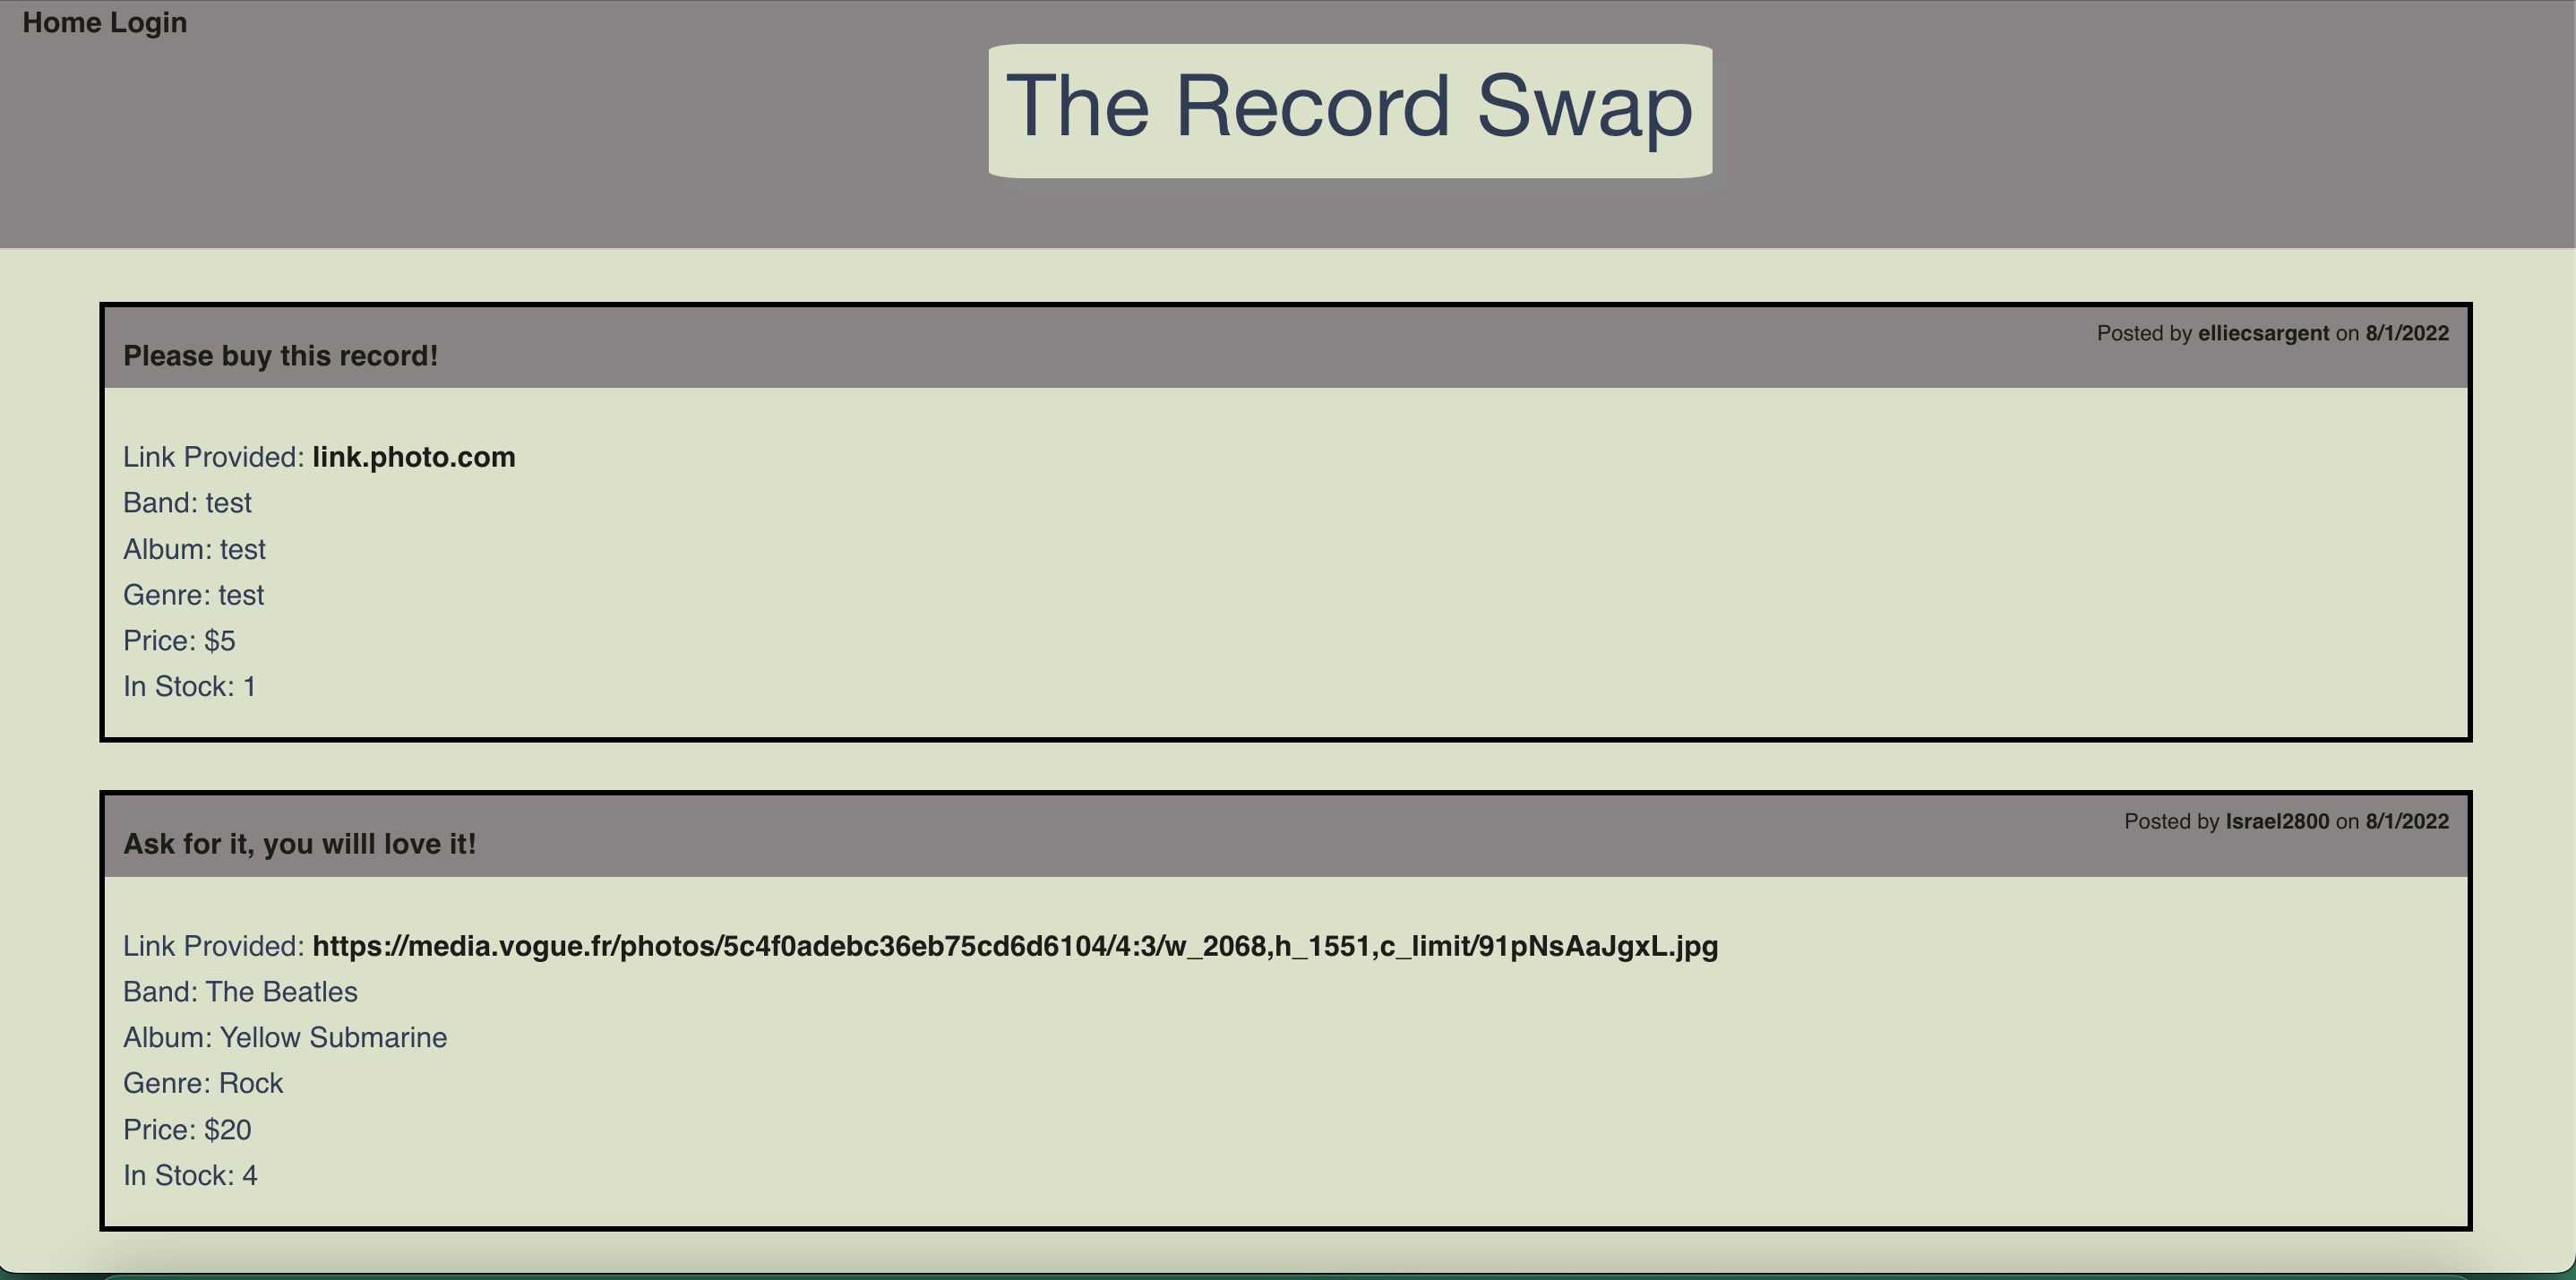 Home Login
The Record Swap
Please buy this record!
Posted by elliecsargent on 8/1/2022
Link Provided: link.photo.com
Band: test
Album: test
Genre: test
Price: $5
In Stock: 1
Ask for it, you willl love it!
Posted by Israel2800 on 8/1/2022
Link Provided: https://media.vogue.fr/photos/5c4f0adebc36eb75cd6d6104/4:3/w_2068,h_1551,c_limit/91pNsAaJgxL.jpg
Band: The Beatles
Album: Yellow Submarine
Genre: Rock
Price: $20
In Stock: 4